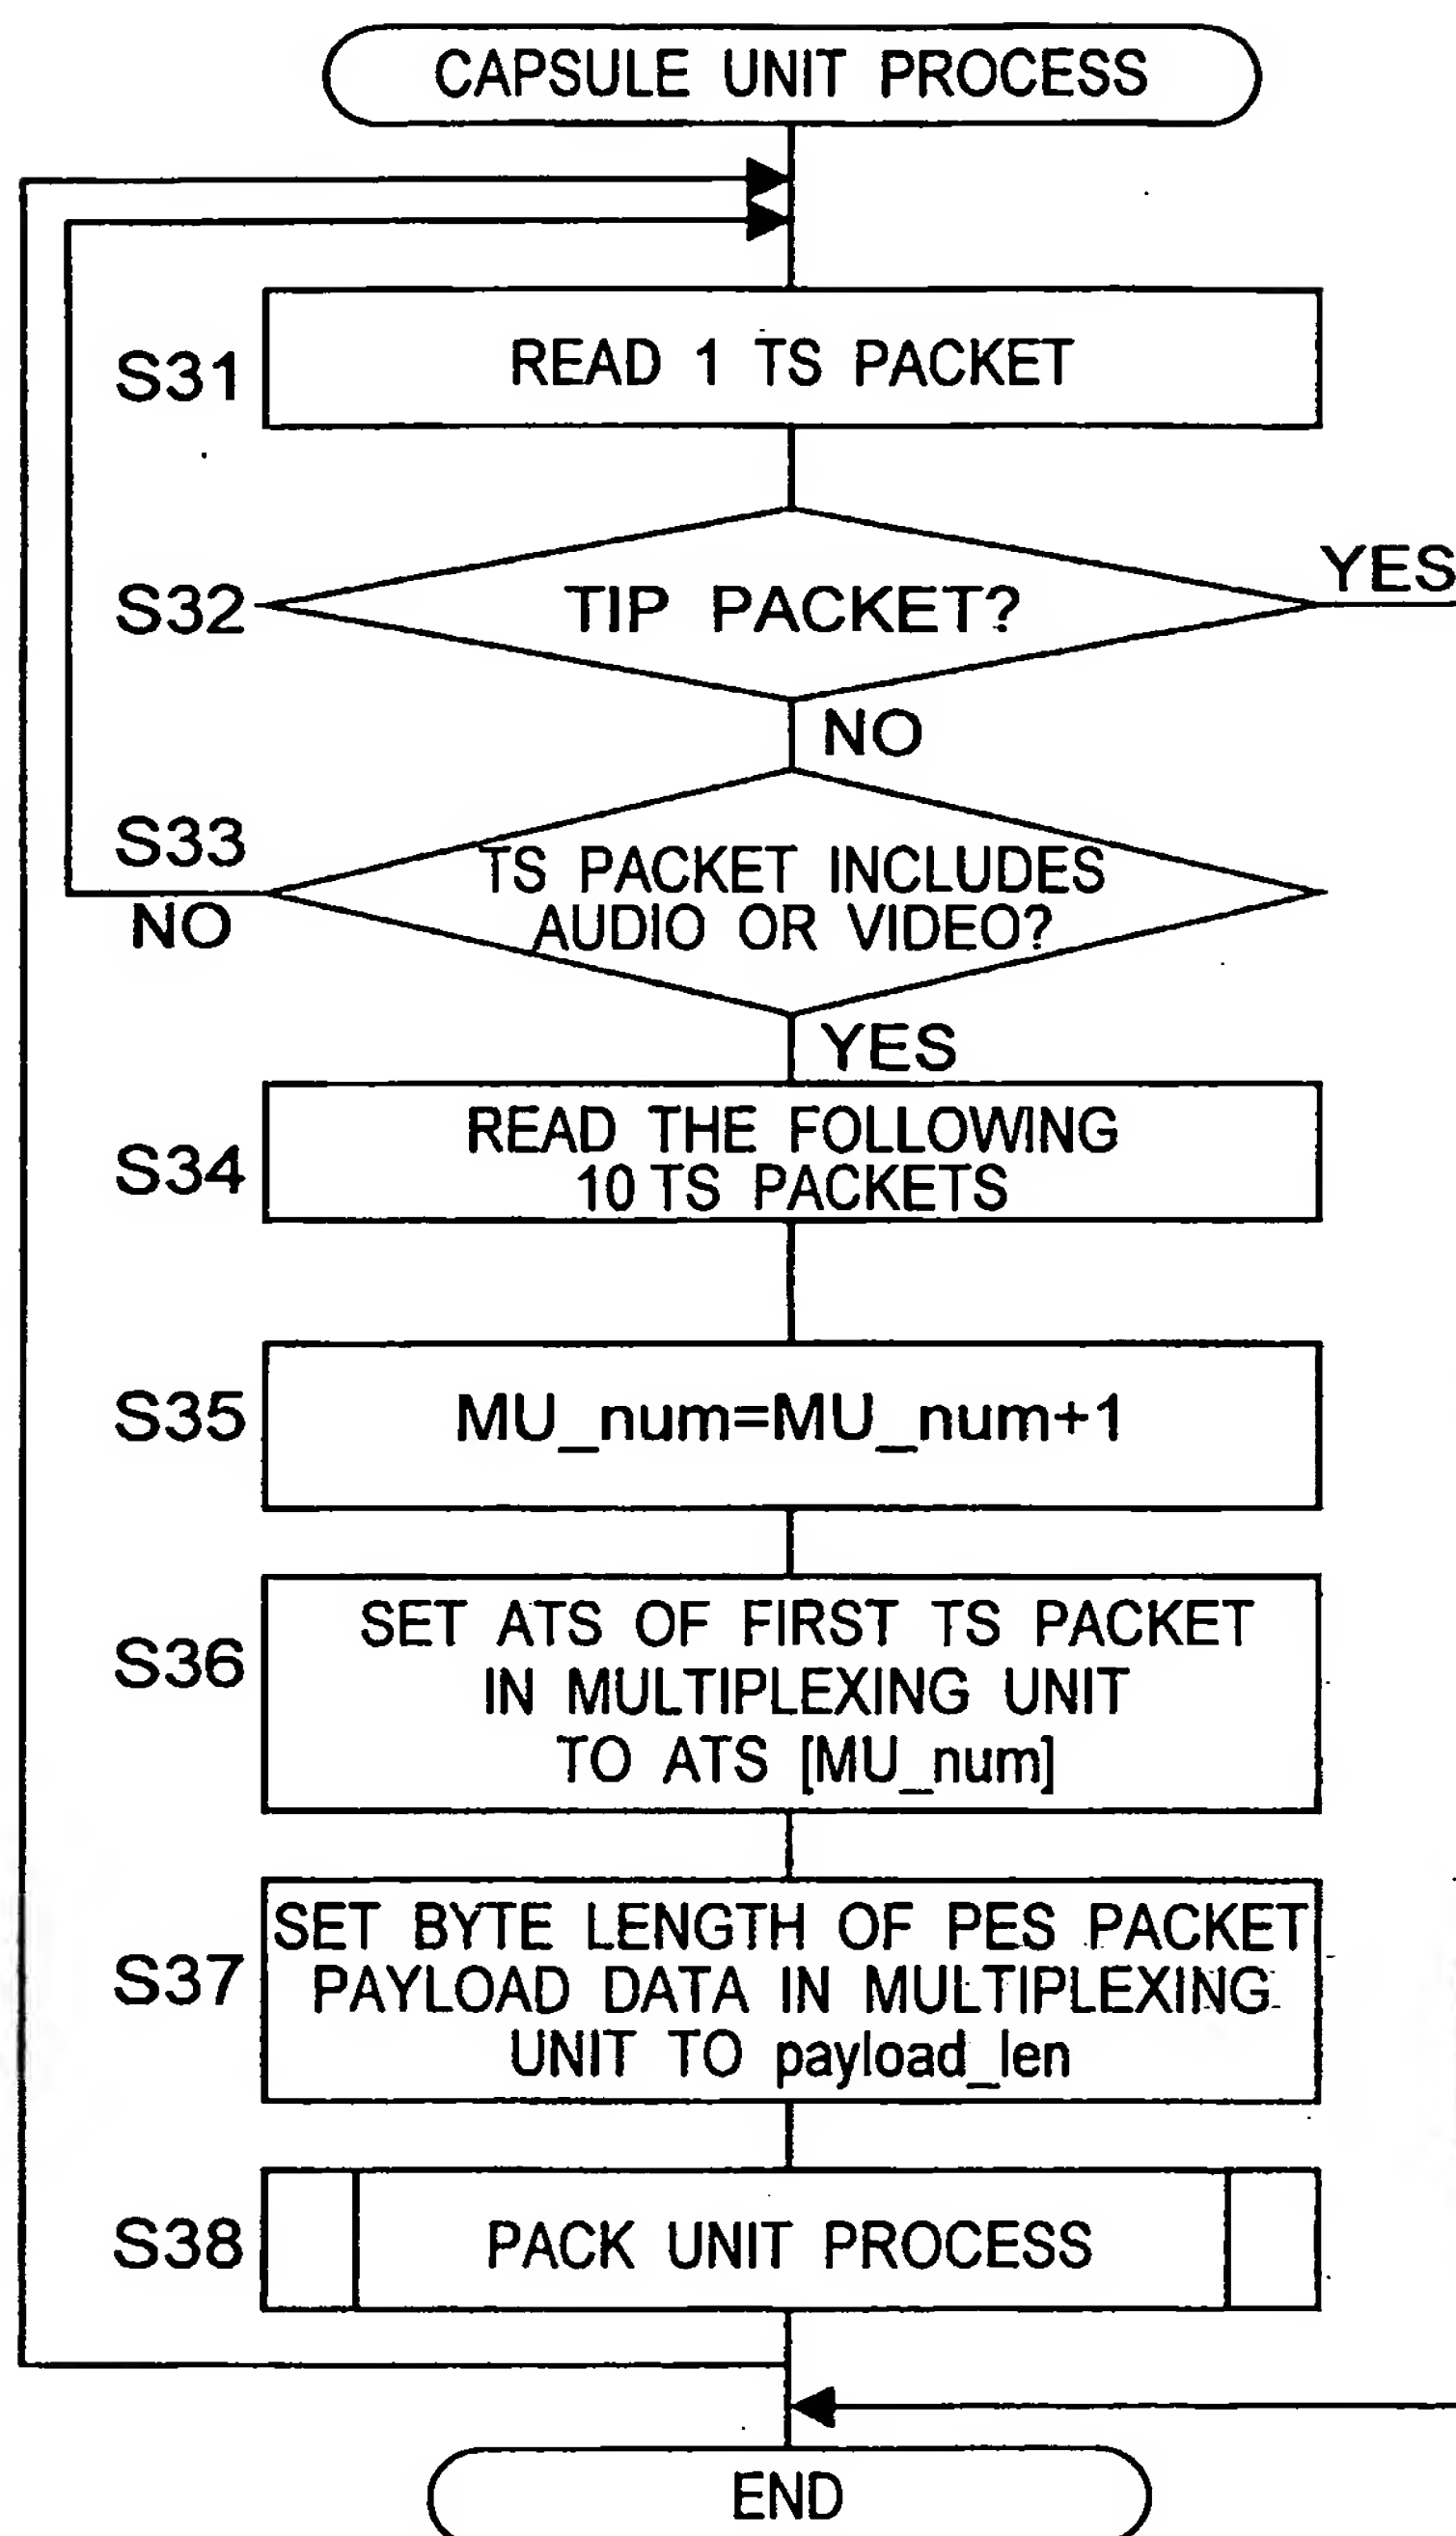 CAPSULE UNIT PROCESS
S31
READ 1 TS PACKET
S32
TIP PACKET?
YES
NO
S33
NO
TS PACKET INCLUDES
AUDIO OR VIDEO?
YES
S34
READ THE FOLLOWING
10 TS PACKETS
S35
MU_num=MU_num+1
S36
SET ATS OF FIRST TS PACKET
IN MULTIPLEXING UNIT
TO ATS [MU_num]
S37
SET BYTE LENGTH OF PES PACKET
PAYLOAD DATA IN MULTIPLEXING
UNIT TO payload_len
S38
PACK UNIT PROCESS
END